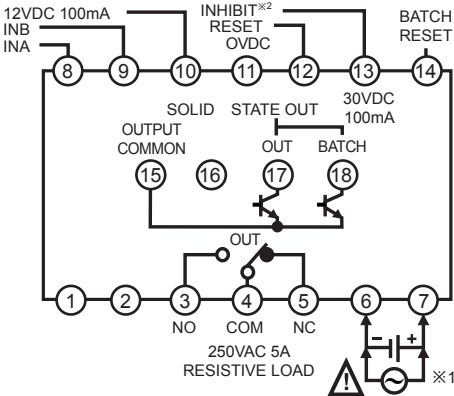 12VDC 100mA
INB
INA
INHIBIT※2
RESET
OVDC
BATCH
RESET
8
9
10
11
12
13
14
SOLID STATE OUT
30VDC
100mA
OUTPUT
COMMON
OUT
BATCH
15
16
17
18
OUT
1
2
3
4
5
6
7
NO
COM
NC
250VAC 5A
RESISTIVE LOAD
- +
!
※1